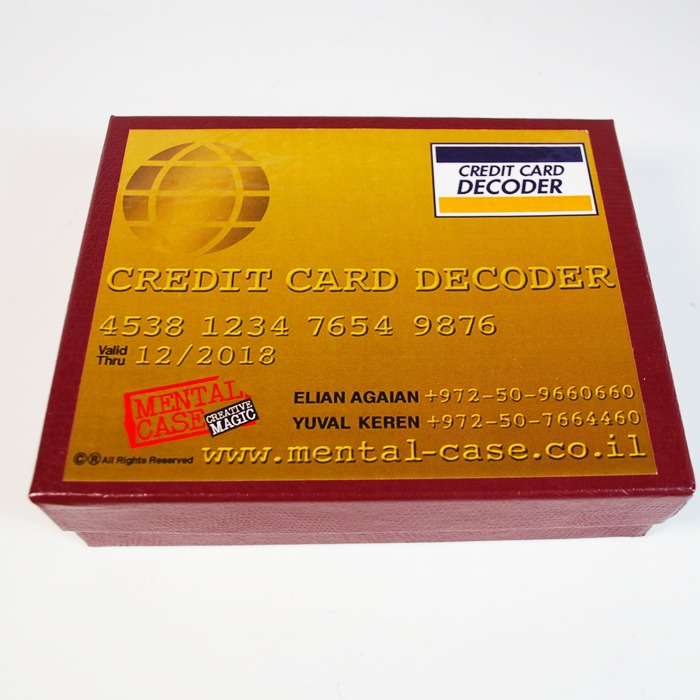 CREDIT CARD
DECODER
CREDIT CARD DECODER
4538 1234 7654 9876
Valid
Thru 12/2018
MENTAL
CASE
CREATIVE
MAGIC
ELIAN AGAIAN +972-50-9660660
YUVAL KEREN +972-50-7664460
©® All Rights Reserved www.mental-case.co.il